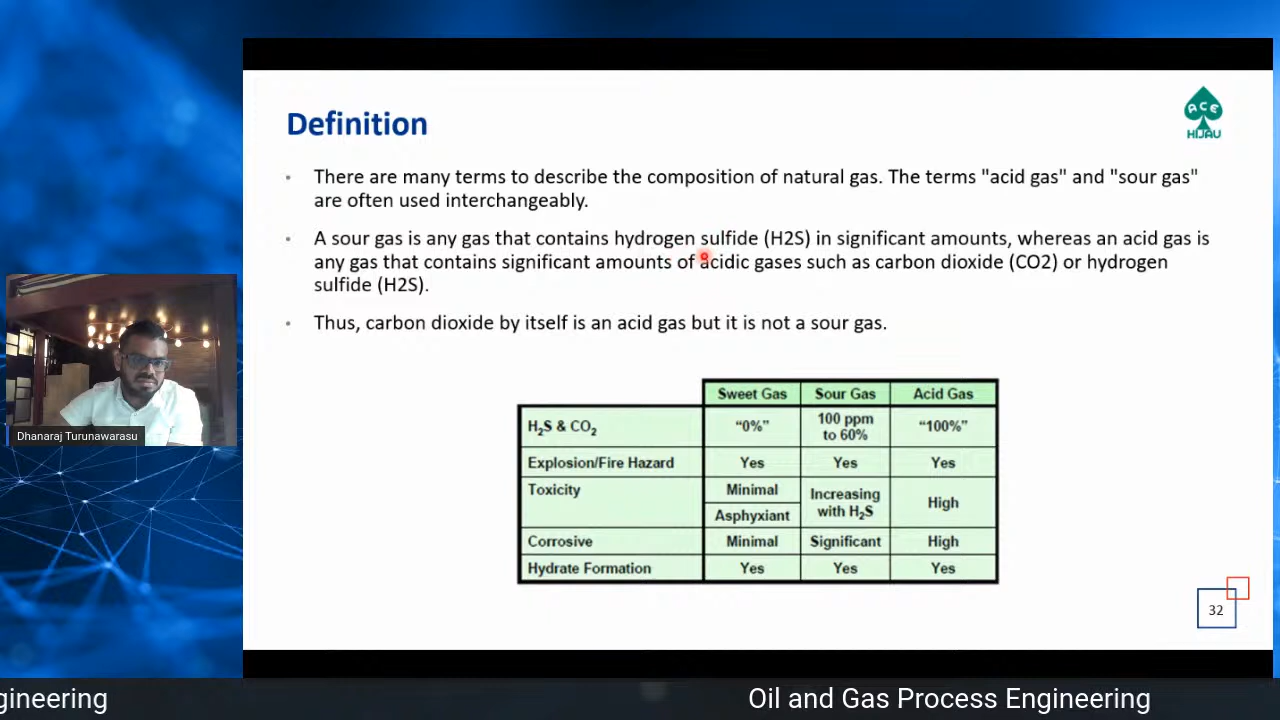 Definition
ACE
HIJAU
• There are many terms to describe the composition of natural gas. The terms "acid gas" and "sour gas"
are often used interchangeably.
• A sour gas is any gas that contains hydrogen sulfide (H2S) in significant amounts, whereas an acid gas is
any gas that contains significant amounts of acidic gases such as carbon dioxide (CO2) or hydrogen
sulfide (H2S).
• Thus, carbon dioxide by itself is an acid gas but it is not a sour gas.
Sweet Gas Sour Gas Acid Gas
H₂S & CO₂ “0%” 100 ppm to 60% “100%”
Explosion/Fire Hazard Yes Yes Yes
Toxicity Minimal Asphyxiant Increasing with H₂S High
Corrosive Minimal Significant High
Hydrate Formation Yes Yes Yes
Dhanaraj Turunawarasu
32
gineering Oil and Gas Process Engineering